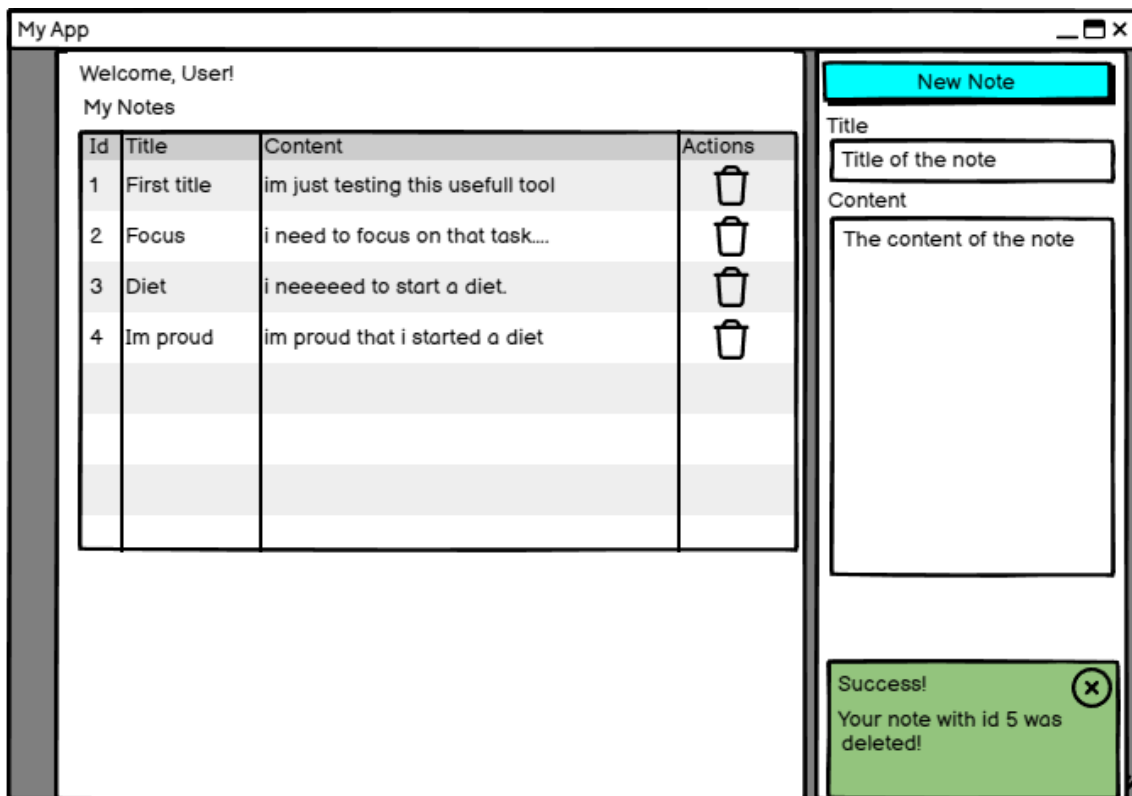 My App
Welcome, User!
My Notes
Id Title Content Actions
1 First title im just testing this usefull tool
2 Focus i need to focus on that task....
3 Diet i neeeeed to start a diet.
4 Im proud im proud that i started a diet
New Note
Title
Title of the note
Content
The content of the note
Success!
Your note with id 5 was
deleted!